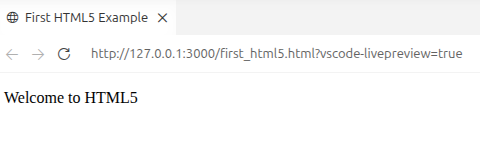 First HTML5 Example
http://127.0.0.1:3000/first_html5.html?vscode-livepreview=true
Welcome to HTML5